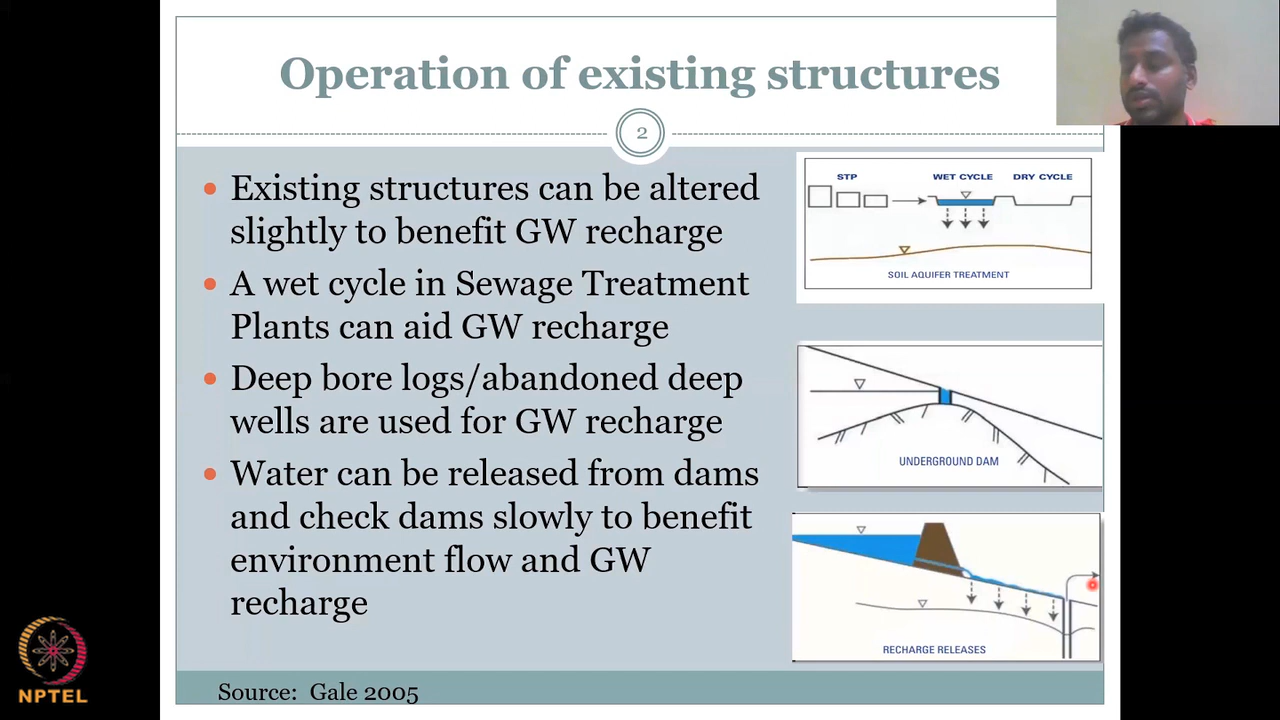 Operation of existing structures
2
Existing structures can be altered
slightly to benefit GW recharge
A wet cycle in Sewage Treatment
Plants can aid GW recharge
Deep bore logs/abandoned deep
wells are used for GW recharge
Water can be released from dams
and check dams slowly to benefit
environment flow and GW
recharge
STP WET CYCLE DRY CYCLE
SOIL AQUIFER TREATMENT
UNDERGROUND DAM
RECHARGE RELEASES
Source: Gale 2005
NPTEL